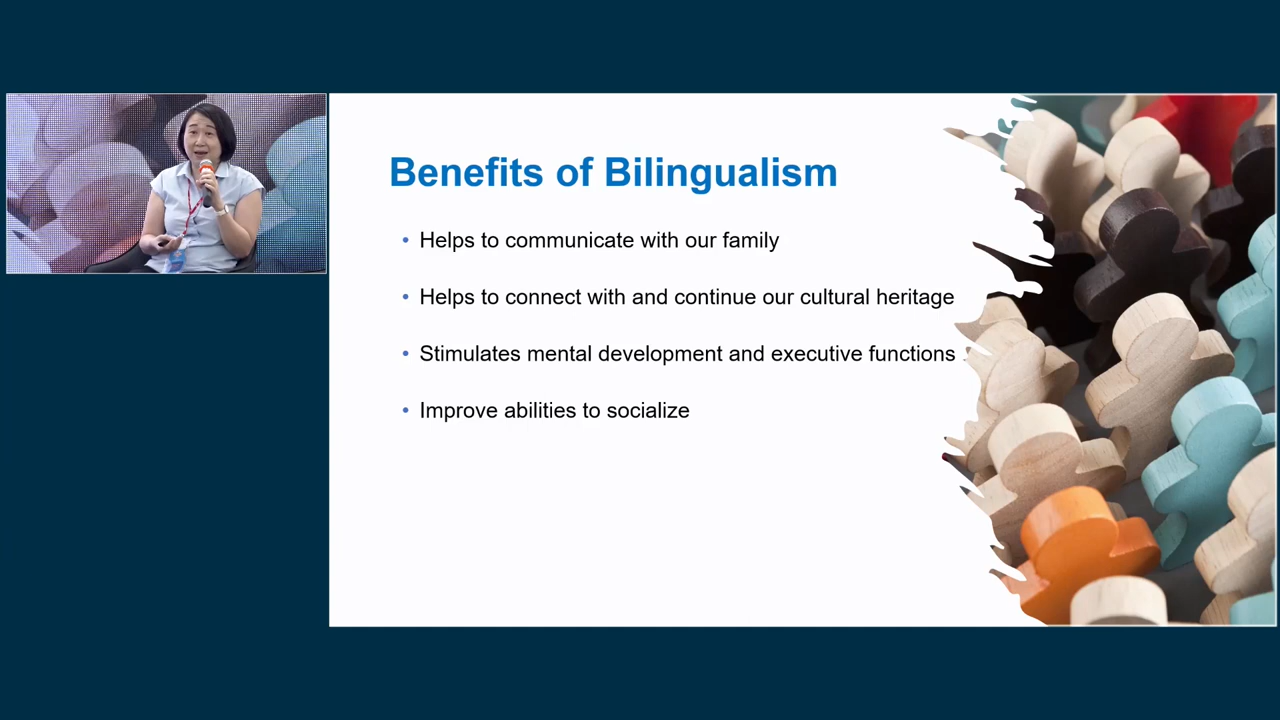 Benefits of Bilingualism
• Helps to communicate with our family
• Helps to connect with and continue our cultural heritage
• Stimulates mental development and executive functions
• Improve abilities to socialize